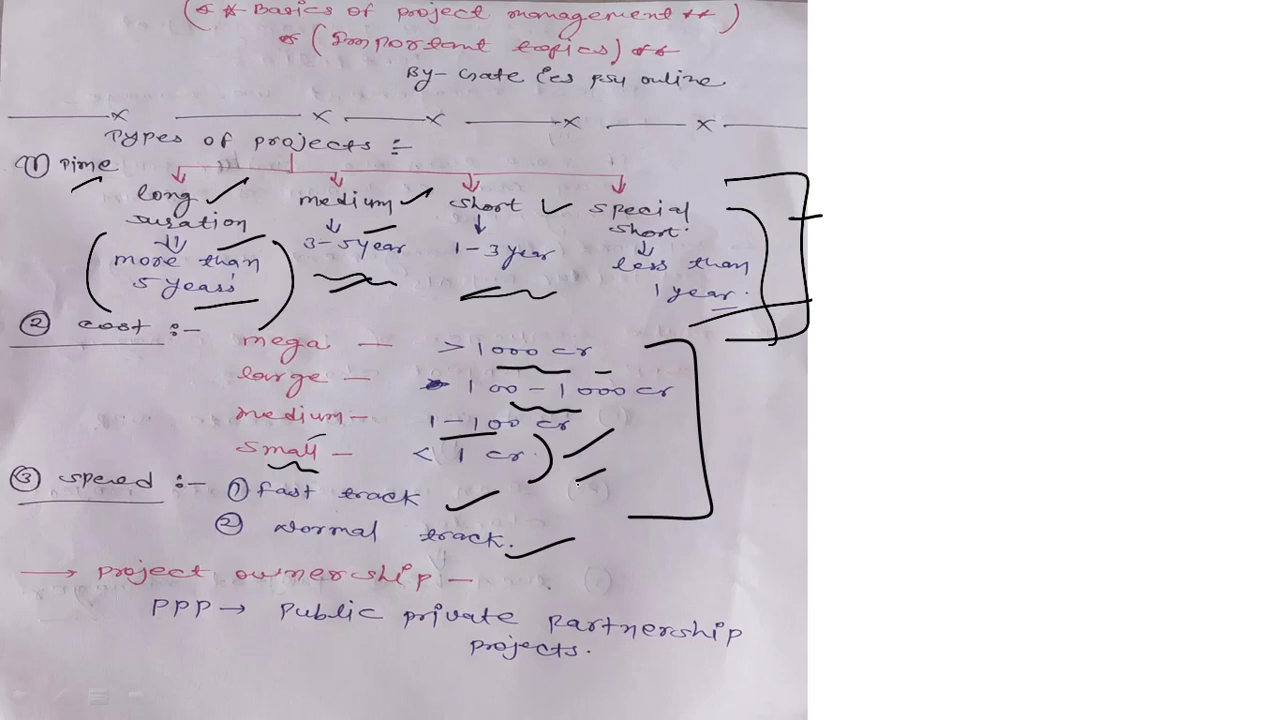 (* * Basics of project management **)
* (Important topics) **
By- Gate ies psu online
Types of projects :-
① Time
long duration
more than 5 years
medium
3-5 year
short
1-3 year
special short
less than 1 year.
② cost :-
mega — > 1000 cr
large — 100 - 1000 cr
medium - 1-100 cr
small - < 1 cr.
③ speed :- ① fast track
② Normal track.
→ project ownership -
PPP → Public private partnership
projects.